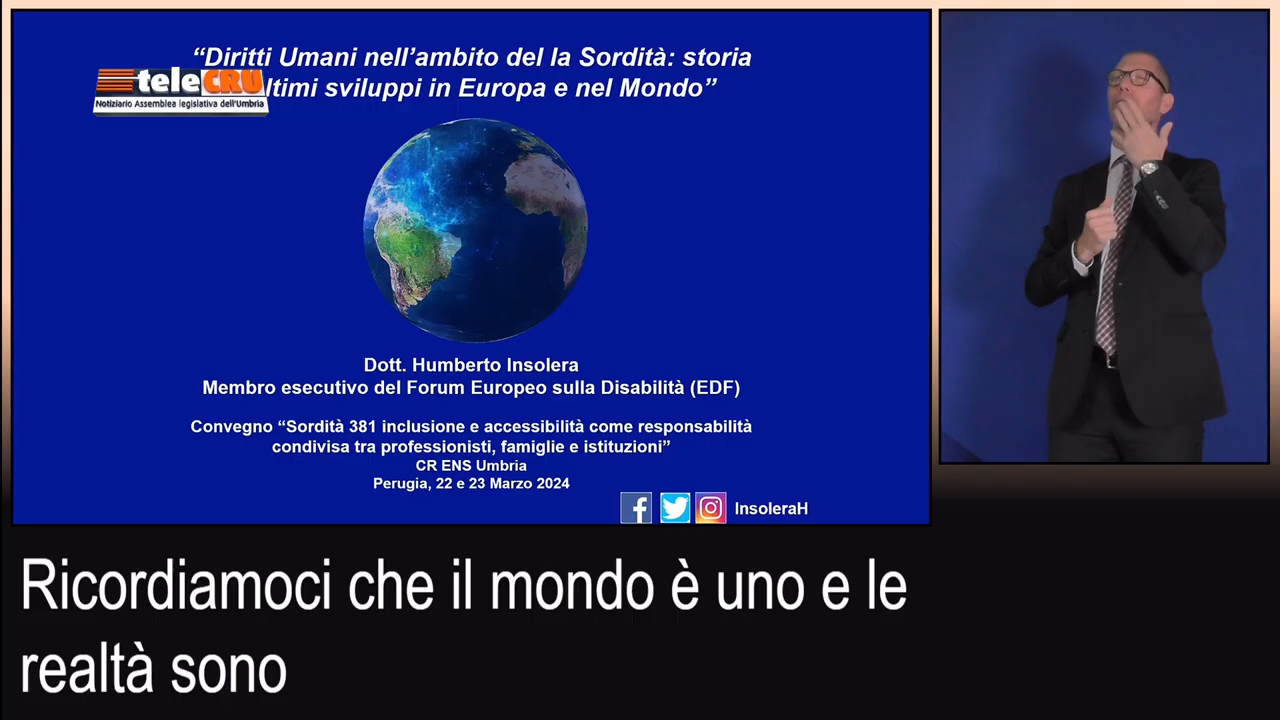 “Diritti Umani nell’ambito del la Sordità: storia
teleCRU
ltimi sviluppi in Europa e nel Mondo”
Notiziario Assemblea legislativa dell'Umbria
Dott. Humberto Insolera
Membro esecutivo del Forum Europeo sulla Disabilità (EDF)
Convegno “Sordità 381 inclusione e accessibilità come responsabilità
condivisa tra professionisti, famiglie e istituzioni”
CR ENS Umbria
Perugia, 22 e 23 Marzo 2024
InsoleraH
Ricordiamoci che il mondo è uno e le
realtà sono